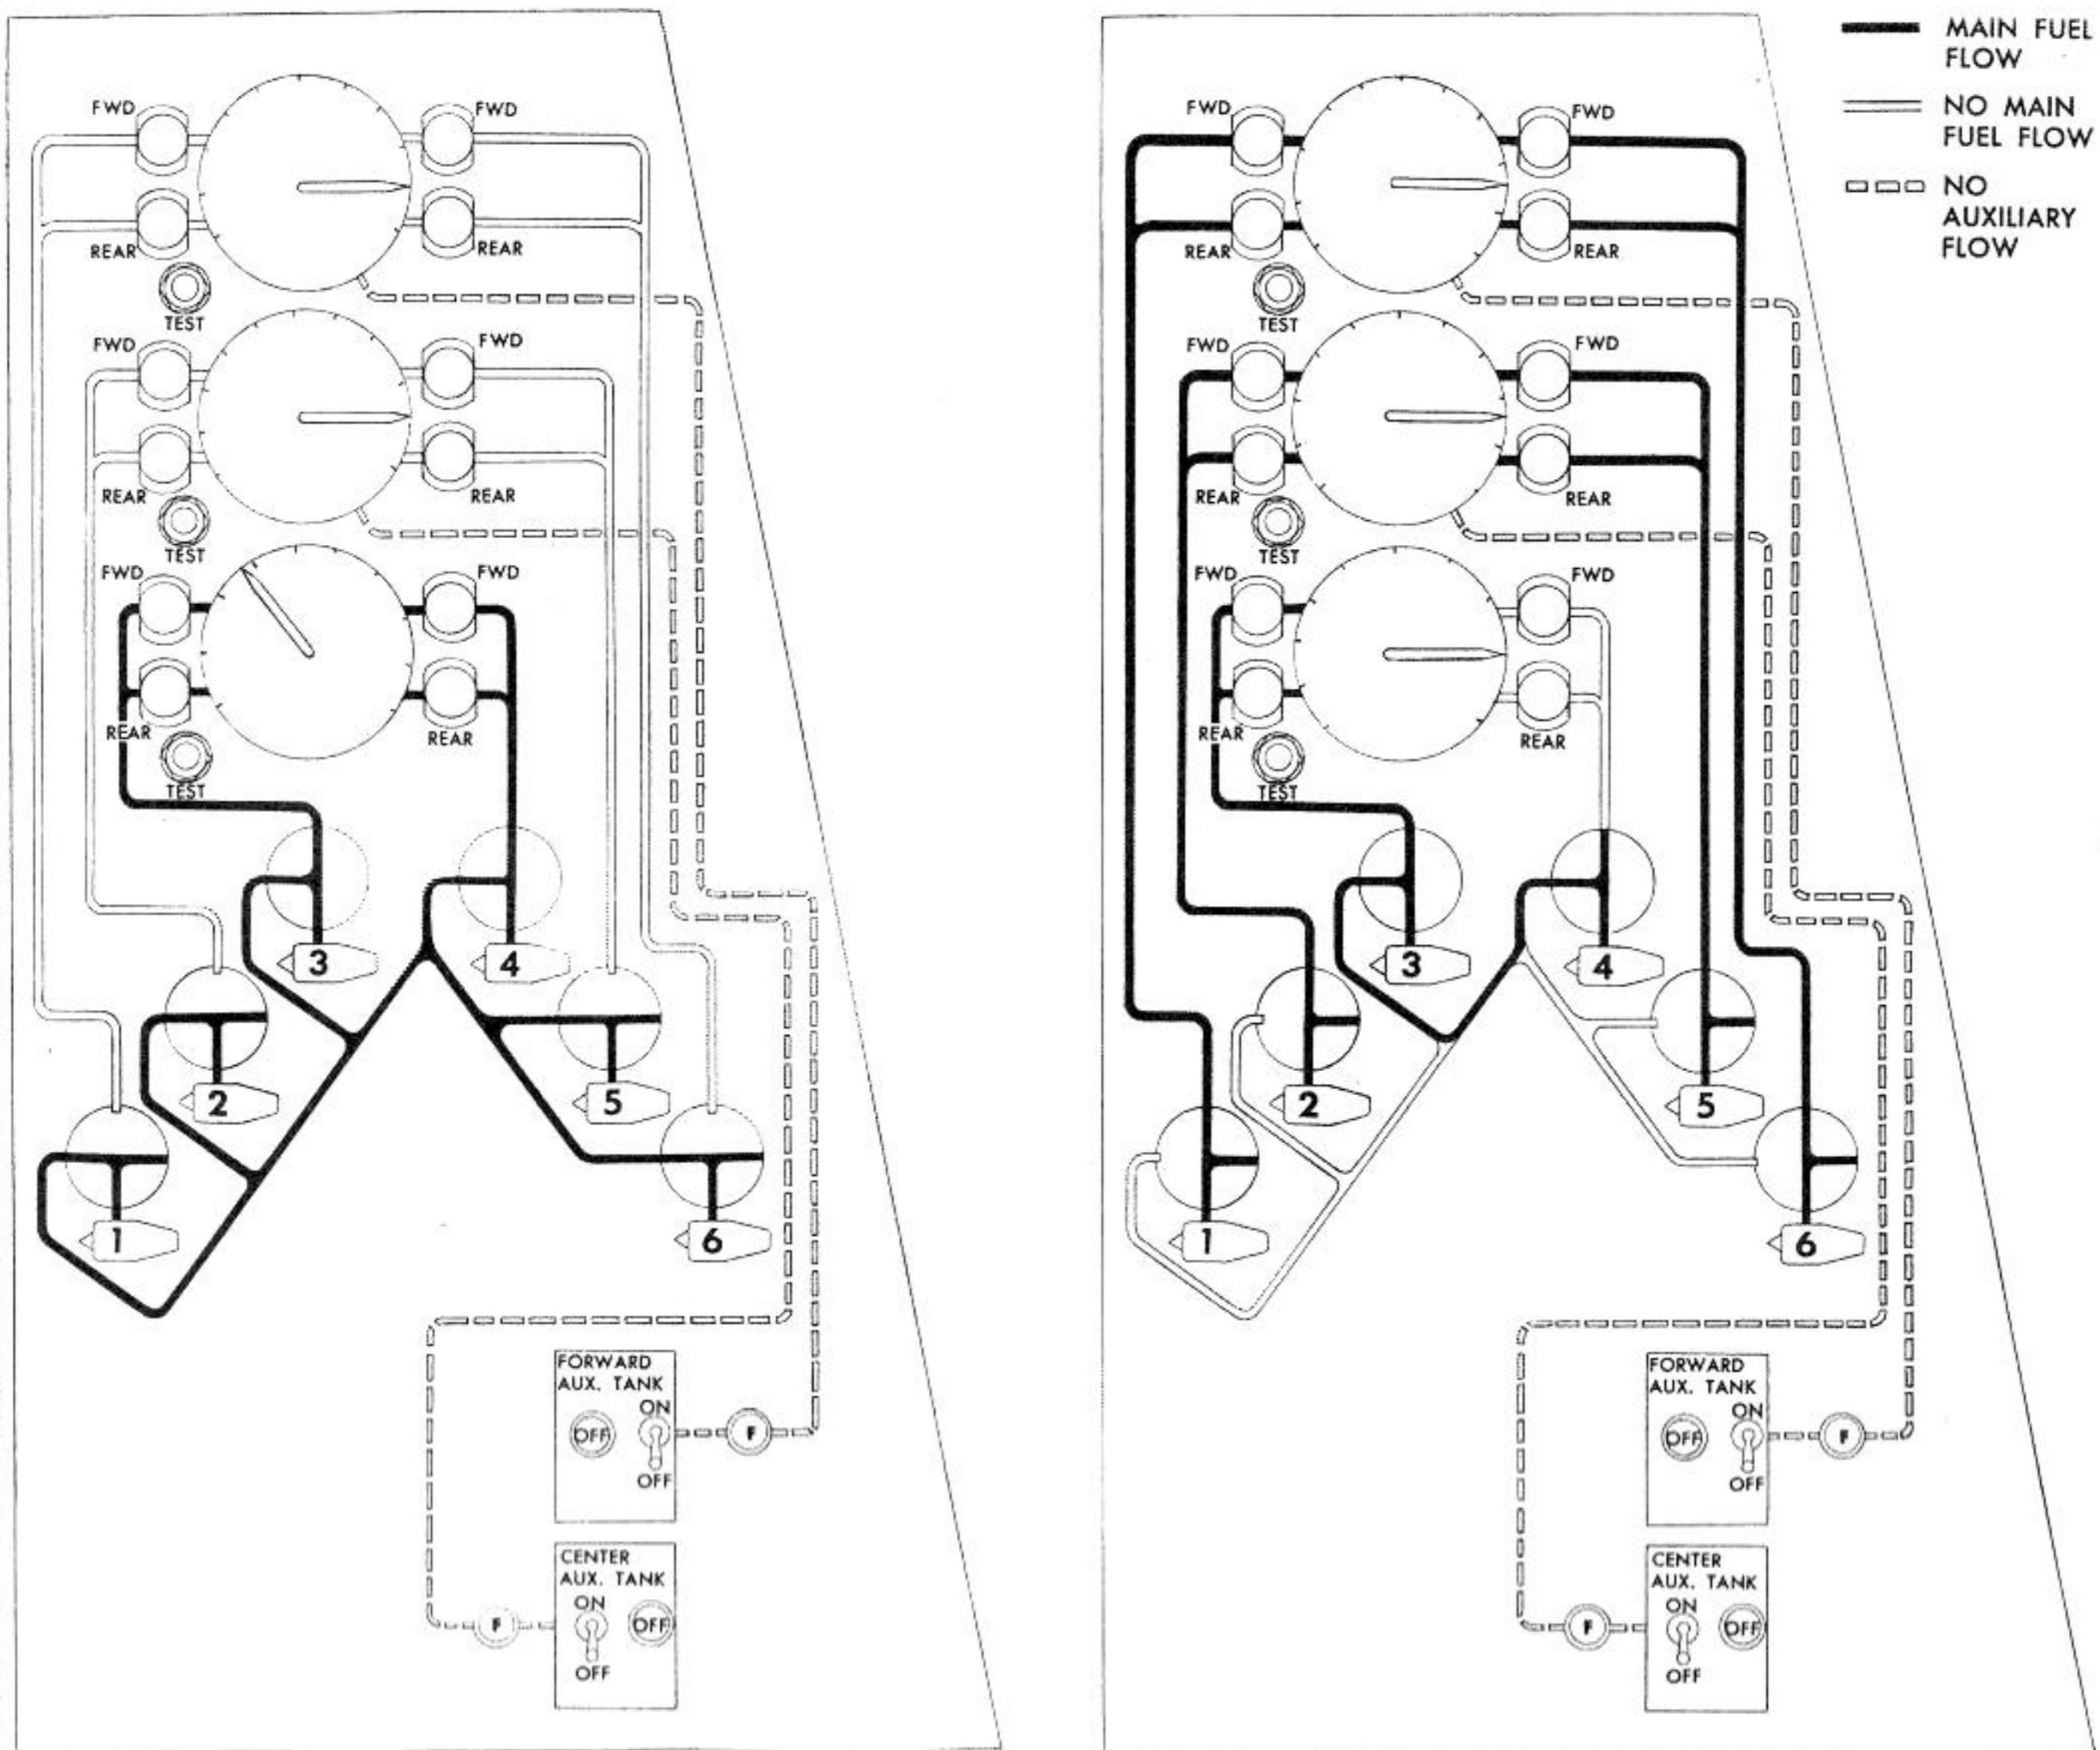 FWD
FWD
REAR
REAR
TEST
FWD
FWD
REAR
REAR
TEST
FWD
FWD
REAR
REAR
TEST
3
4
2
5
1
6
FORWARD
AUX. TANK
ON
OFF
F
OFF
CENTER
AUX. TANK
ON
F
OFF
OFF
FWD
FWD
REAR
REAR
TEST
FWD
FWD
REAR
REAR
TEST
FWD
FWD
REAR
REAR
TEST
3
4
2
5
1
6
FORWARD
AUX. TANK
ON
OFF
F
OFF
CENTER
AUX. TANK
ON
F
OFF
OFF
MAIN FUEL
FLOW
NO MAIN
FUEL FLOW
NO
AUXILIARY
FLOW